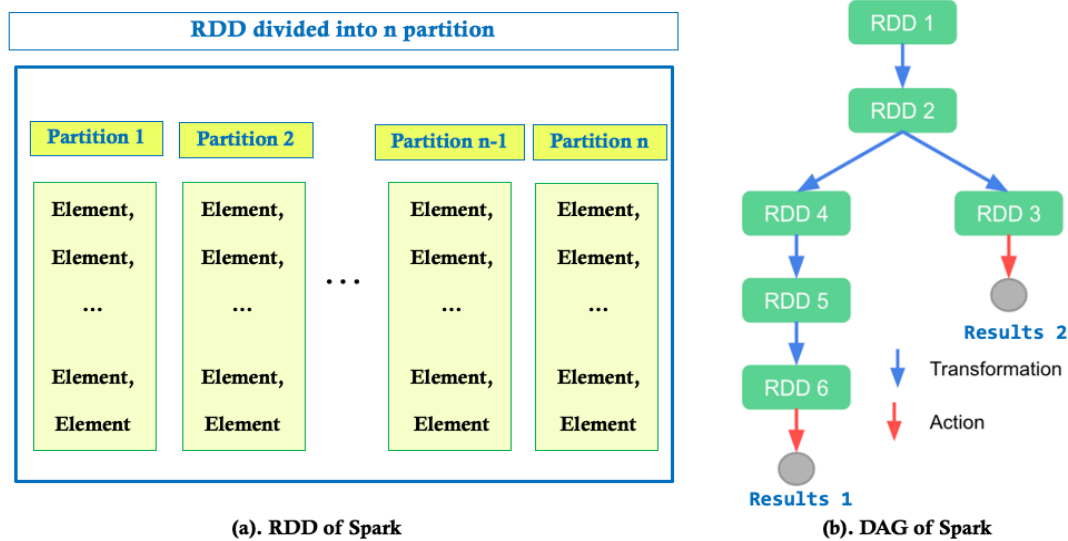 RDD divided into n partition
Partition 1
Partition 2
Partition n-1
Partition n
Element,
Element,
...
Element,
Element
Element,
Element,
...
Element,
Element
...
Element,
Element,
...
Element,
Element
Element,
Element,
...
Element,
Element
(a). RDD of Spark
RDD 1
RDD 2
RDD 4
RDD 3
RDD 5
Results 2
RDD 6
Results 1
Transformation
Action
(b). DAG of Spark